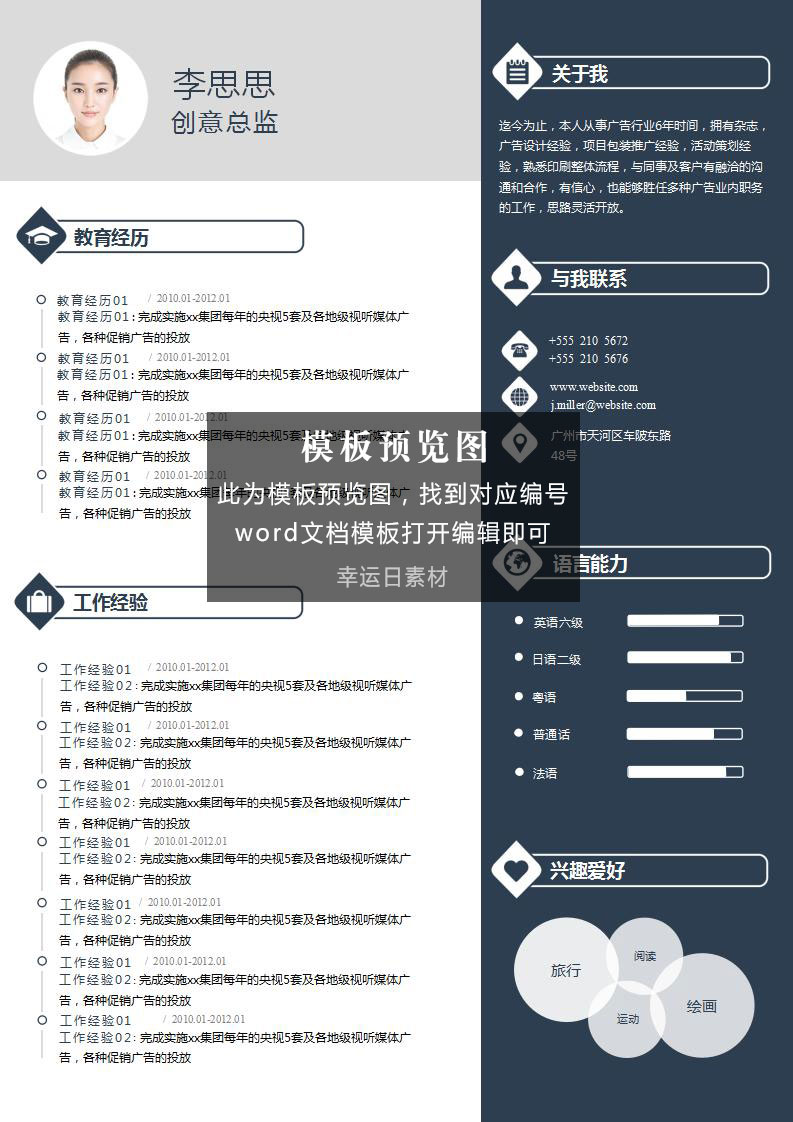 李思思
创意总监
教育经历
教育经历01 / 2010.01-2012.01
教育经历01：完成实施xx集团每年的央视5套及各地级视听媒体广
告，各种促销广告的投放
教育经历01 / 2010.01-2012.01
教育经历01：完成实施xx集团每年的央视5套及各地级视听媒体广
告，各种促销广告的投放
教育经历01 / 2010.01-2012.01
教育经历01：完成实施xx集团每年的央视5套及各地级视听媒体广
告，各种促销广告的投放
教育经历01 / 2010.01-2012.01
教育经历01：完成实施xx集团每年的央视5套及各地级视听媒体广
告，各种促销广告的投放
工作经验
工作经验01 / 2010.01-2012.01
工作经验02：完成实施xx集团每年的央视5套及各地级视听媒体广
告，各种促销广告的投放
工作经验01 / 2010.01-2012.01
工作经验02：完成实施xx集团每年的央视5套及各地级视听媒体广
告，各种促销广告的投放
工作经验01 / 2010.01-2012.01
工作经验02：完成实施xx集团每年的央视5套及各地级视听媒体广
告，各种促销广告的投放
工作经验01 / 2010.01-2012.01
工作经验02：完成实施xx集团每年的央视5套及各地级视听媒体广
告，各种促销广告的投放
工作经验01 / 2010.01-2012.01
工作经验02：完成实施xx集团每年的央视5套及各地级视听媒体广
告，各种促销广告的投放
工作经验01 / 2010.01-2012.01
工作经验02：完成实施xx集团每年的央视5套及各地级视听媒体广
告，各种促销广告的投放
工作经验01 / 2010.01-2012.01
工作经验02：完成实施xx集团每年的央视5套及各地级视听媒体广
告，各种促销广告的投放
关于我
迄今为止，本人从事广告行业6年时间，拥有杂志，
广告设计经验，项目包装推广经验，活动策划经
验，熟悉印刷整体流程，与同事及客户有融洽的沟
通和合作，有信心，也能够胜任多种广告业内职务
的工作，思路灵活开放。
与我联系
+555 210 5672
+555 210 5676
www.website.com
j.miller@website.com
广州市天河区车陂东路
48号
语言能力
英语六级
日语二级
粤语
普通话
法语
兴趣爱好
旅行
阅读
运动
绘画
模板预览图
此为模板预览图，找到对应编号
word文档模板打开编辑即可
幸运日素材